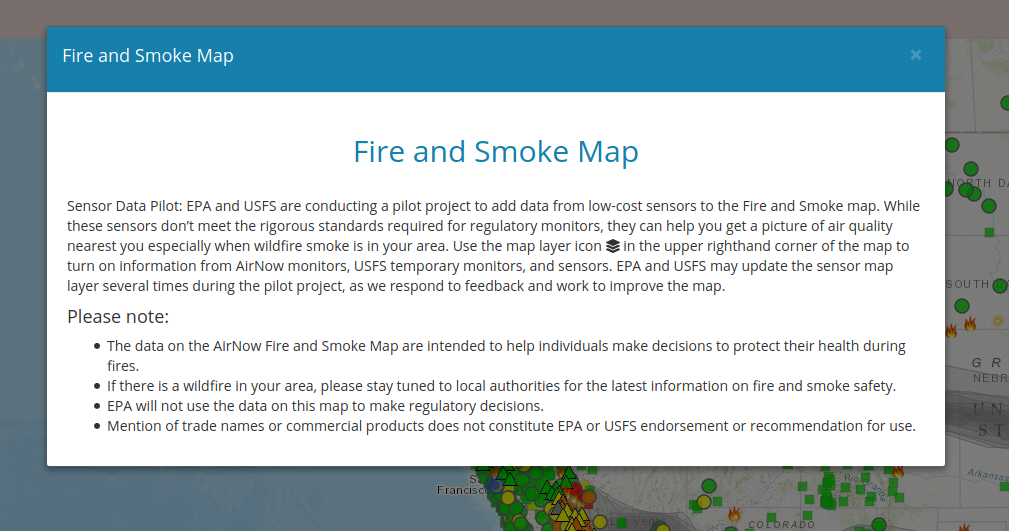 Fire and Smoke Map
×
Fire and Smoke Map
Sensor Data Pilot: EPA and USFS are conducting a pilot project to add data from low-cost sensors to the Fire and Smoke map. While
these sensors don’t meet the rigorous standards required for regulatory monitors, they can help you get a picture of air quality
nearest you especially when wildfire smoke is in your area. Use the map layer icon in the upper righthand corner of the map to
turn on information from AirNow monitors, USFS temporary monitors, and sensors. EPA and USFS may update the sensor map
layer several times during the pilot project, as we respond to feedback and work to improve the map.
Please note:
• The data on the AirNow Fire and Smoke Map are intended to help individuals make decisions to protect their health during
fires.
• If there is a wildfire in your area, please stay tuned to local authorities for the latest information on fire and smoke safety.
• EPA will not use the data on this map to make regulatory decisions.
• Mention of trade names or commercial products does not constitute EPA or USFS endorsement or recommendation for use.
NORTH DA
SOUTH
G R
NEBR
UN
ST
Arkansas
Francisco
Rio Grande
COLORADO